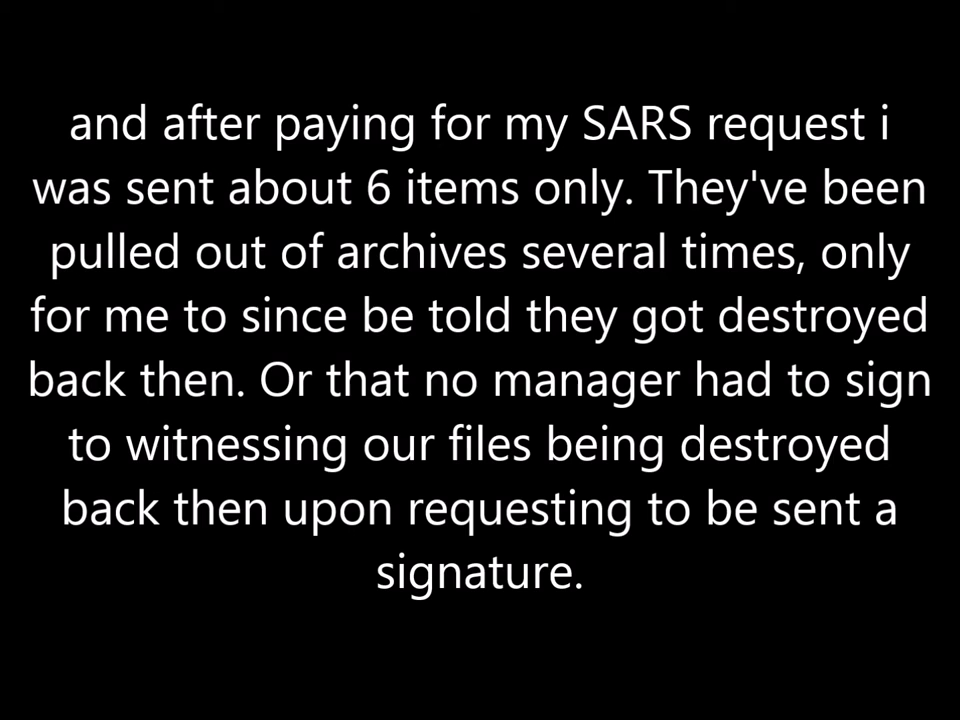 and after paying for my SARS request i
was sent about 6 items only. They've been
pulled out of archives several times, only
for me to since be told they got destroyed
back then. Or that no manager had to sign
to witnessing our files being destroyed
back then upon requesting to be sent a
signature.